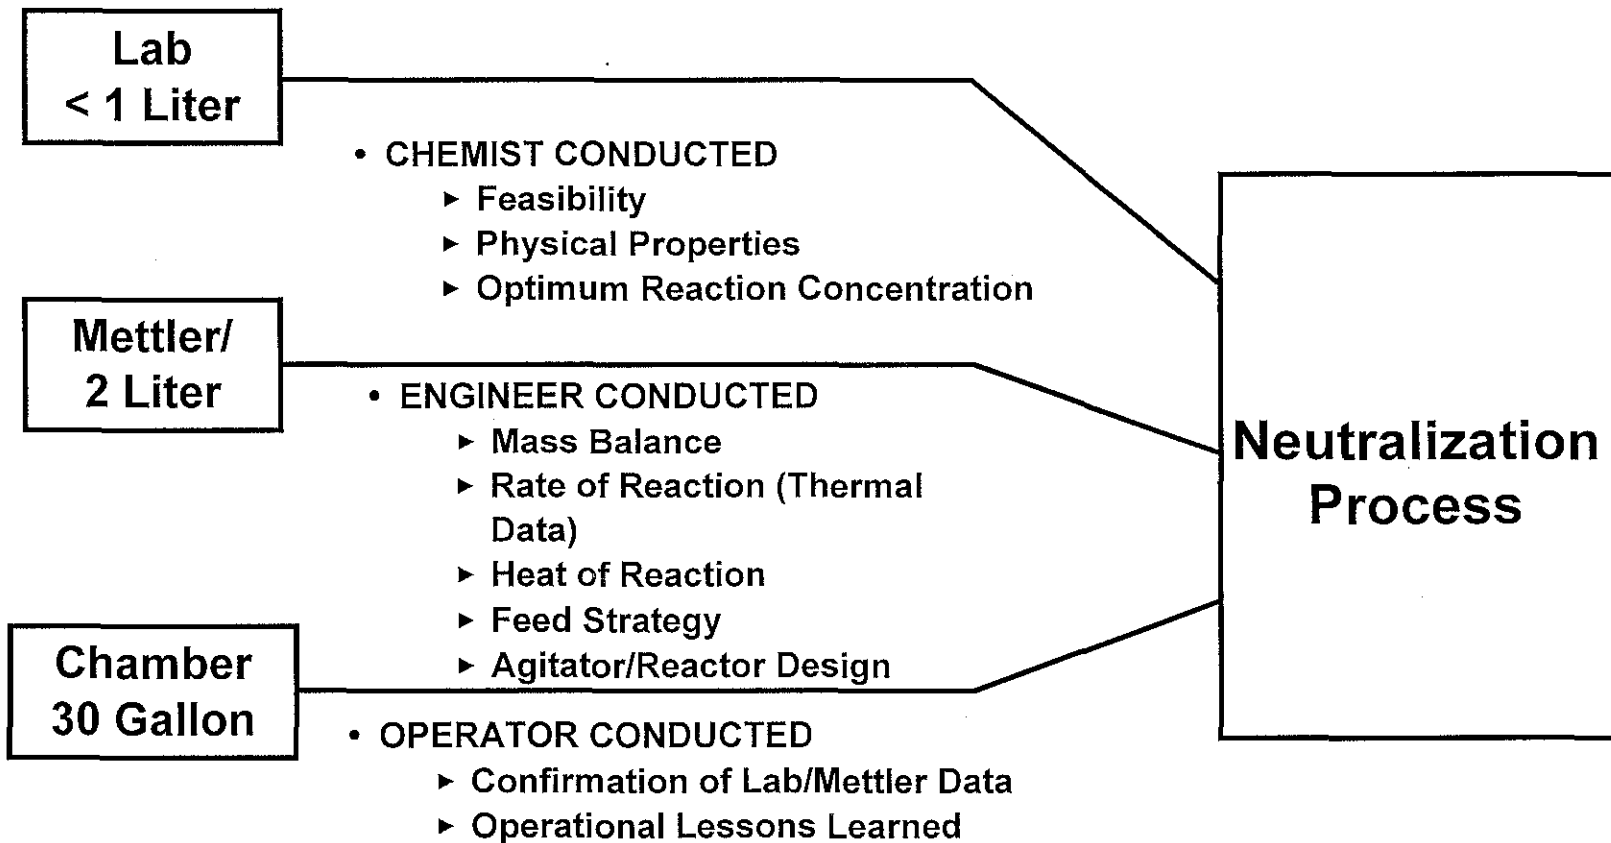 Lab
< 1 Liter
• CHEMIST CONDUCTED
► Feasibility
► Physical Properties
► Optimum Reaction Concentration
Mettler/
2 Liter
• ENGINEER CONDUCTED
► Mass Balance
► Rate of Reaction (Thermal
Data)
► Heat of Reaction
► Feed Strategy
► Agitator/Reactor Design
Chamber
30 Gallon
• OPERATOR CONDUCTED
► Confirmation of Lab/Mettler Data
► Operational Lessons Learned
Neutralization
Process